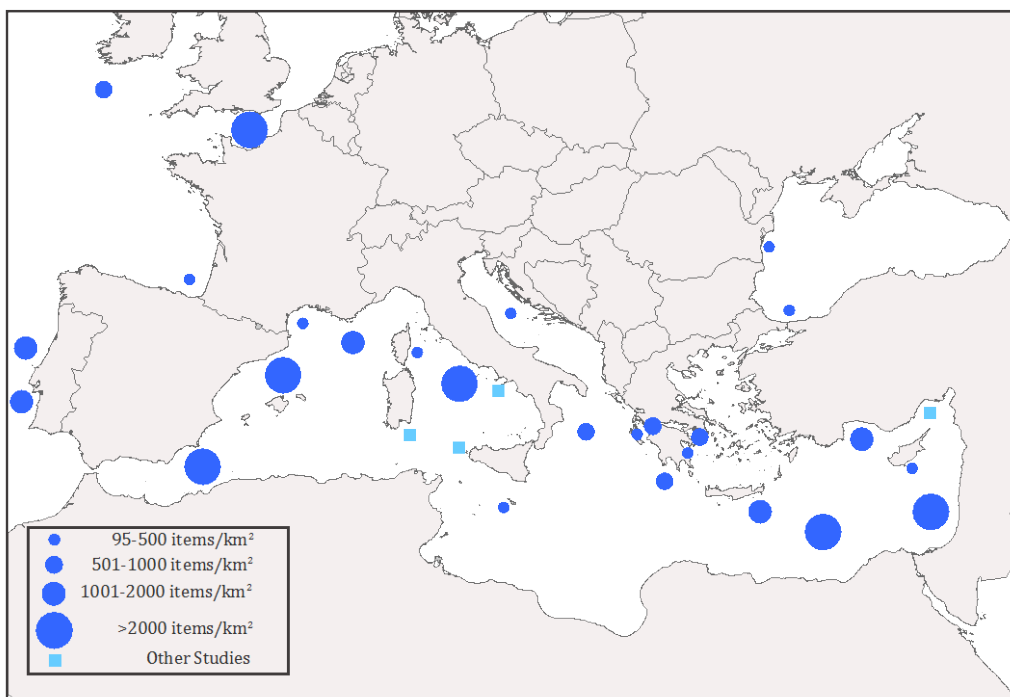 95-500 items/km²
501-1000 items/km²
1001-2000 items/km²
>2000 items/km²
Other Studies